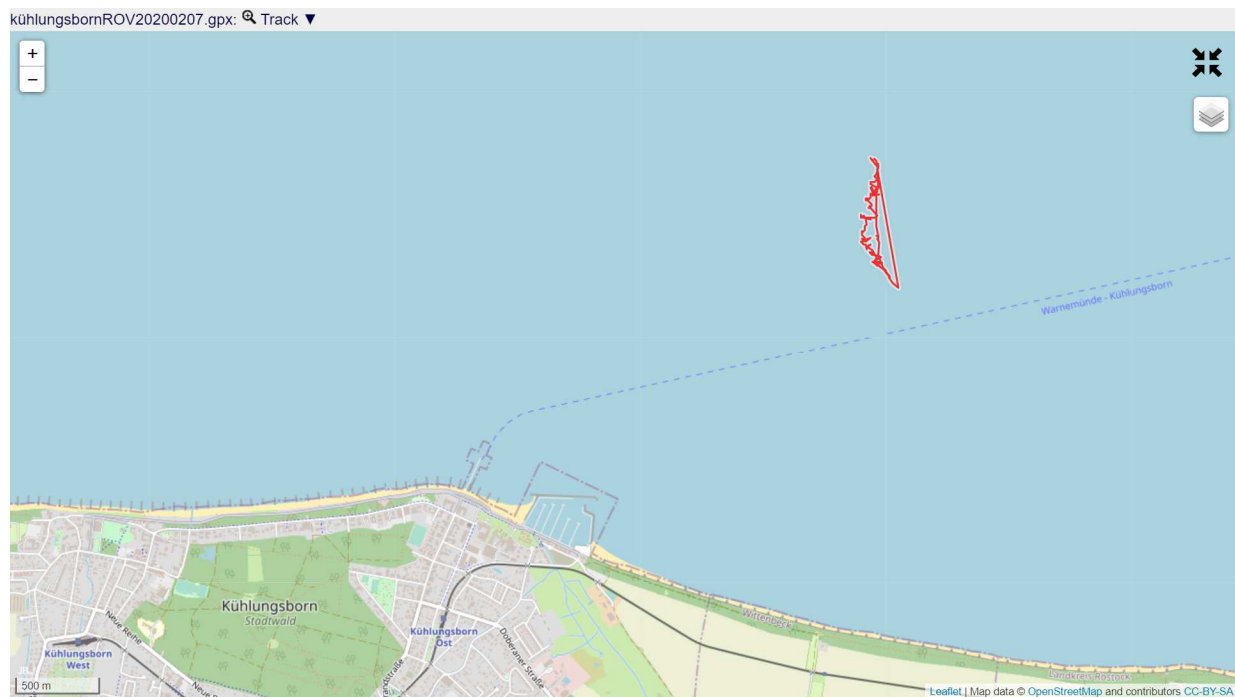 kühlungsbornROV20200207.gpx: Track ▼
+
−
Warnemünde - Kühlungsborn
Kühlungsborn
Stadtwald
Wittenbeck
Neue Reihe
Kühlungsborn
Ost
Doberaner Straße
Kühlungsborn
West
Landkreis Rostock
500 m
Leaflet | Map data © OpenStreetMap and contributors CC-BY-SA